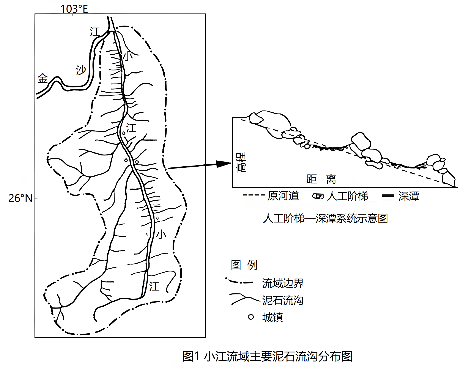 103°E
江
小
沙
金
江
26°N
小
江
距 离
原河道 人工阶梯 深潭
人工阶梯—深潭系统示意图
图 例
流域边界
泥石流沟
城镇
图1 小江流域主要泥石流沟分布图